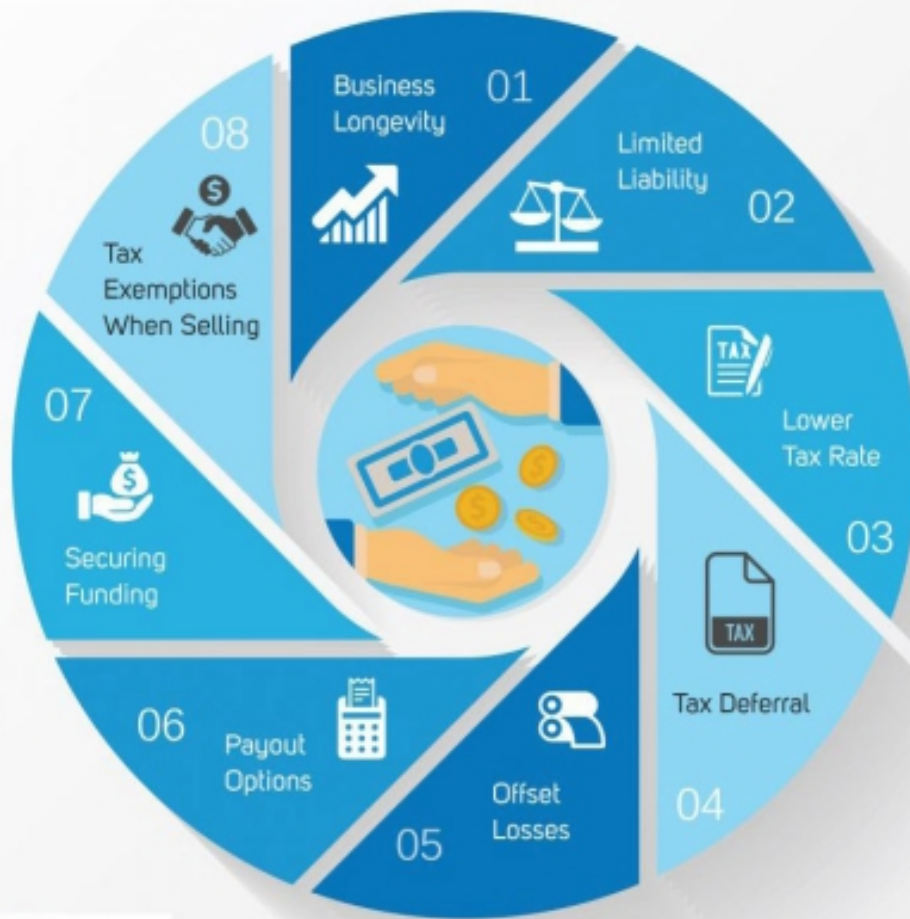 01
Business
Longevity
02
Limited
Liability
03
TAX
Lower
Tax Rate
04
TAX
Tax Deferral
05
Offset
Losses
06
Payout
Options
07
$
Securing
Funding
08
$
Tax
Exemptions
When Selling
$
$
$